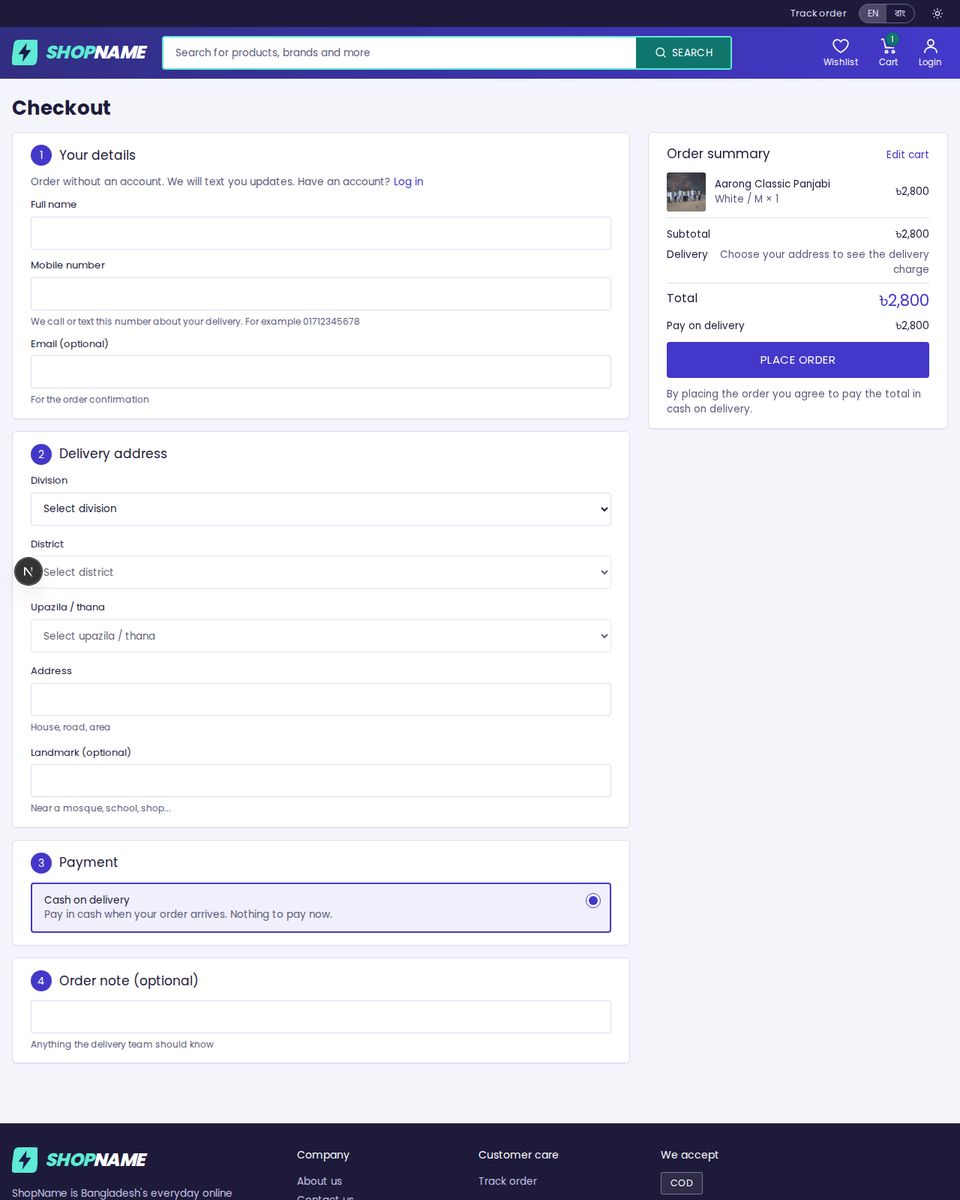 Track order
EN
বাং
SHOPNAME
Search for products, brands and more
SEARCH
Wishlist
1
Cart
Login
Checkout
1
Your details
Order without an account. We will text you updates. Have an account? Log in
Full name
Mobile number
We call or text this number about your delivery. For example 01712345678
Email (optional)
For the order confirmation
2
Delivery address
Division
Select division
District
N
Select district
Upazila / thana
Select upazila / thana
Address
House, road, area
Landmark (optional)
Near a mosque, school, shop...
3
Payment
Cash on delivery
Pay in cash when your order arrives. Nothing to pay now.
4
Order note (optional)
Anything the delivery team should know
Order summary
Edit cart
Aarong Classic Panjabi
White / M × 1
৳2,800
Subtotal
৳2,800
Delivery
Choose your address to see the delivery
charge
Total
৳2,800
Pay on delivery
৳2,800
PLACE ORDER
By placing the order you agree to pay the total in
cash on delivery.
SHOPNAME
ShopName is Bangladesh's everyday online
Company
About us
Contact us
Customer care
Track order
We accept
COD